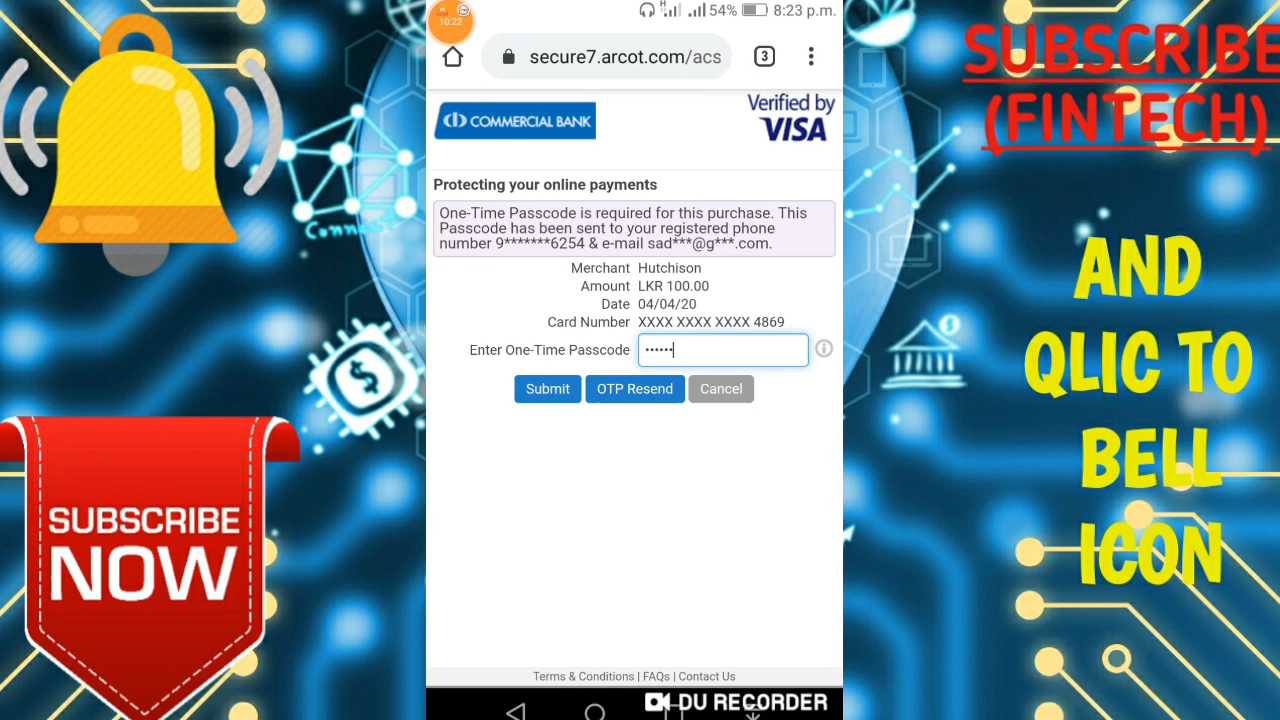 10:22
H
54%
8:23 p.m.
secure7.arcot.com/acs
3
COMMERCIAL BANK
Verified by
VISA
Protecting your online payments
One-Time Passcode is required for this purchase. This
Passcode has been sent to your registered phone
number 9*******6254 & e-mail sad***@g***.com.
Merchant Hutchison
Amount LKR 100.00
Date 04/04/20
Card Number XXXX XXXX XXXX 4869
Enter One-Time Passcode ••••••
Submit OTP Resend Cancel
Terms & Conditions | FAQs | Contact Us
DU RECORDER
Connect
SUBSCRIBE
NOW
SUBSCRIBE
(FINTECH)
AND
QLIC TO
BELL
ICON